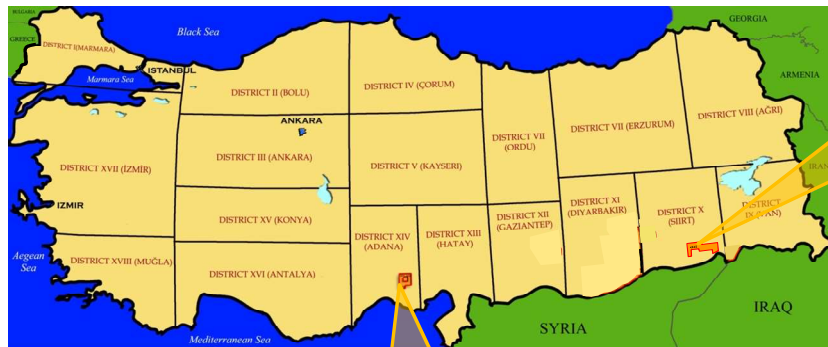 BULGARIA
GREECE
Black Sea
GEORGIA
ARMENIA
IRAN
DISTRICT I(MARMARA)
ISTANBUL
Marmara Sea
DISTRICT II (BOLU)
DISTRICT IV (ÇORUM)
ANKARA
DISTRICT VII
(ORDU)
DISTRICT VII (ERZURUM)
DISTRICT VIII (AĞRI)
DISTRICT XVII (İZMİR)
DISTRICT III (ANKARA)
DISTRICT V (KAYSERI)
IZMIR
DISTRICT XV (KONYA)
DISTRICT XIV
(ADANA)
DISTRICT XIII
(HATAY)
DISTRICT XII
(GAZIANTEP)
DISTRICT XI
(DIYARBAKIR)
DISTRICT X
(SIIRT)
DISTRICT
IX (VAN)
Aegean
Sea
DISTRICT XVIII (MUĞLA)
DISTRICT XVI (ANTALYA)
Mediterranean Sea
SYRIA
IRAQ